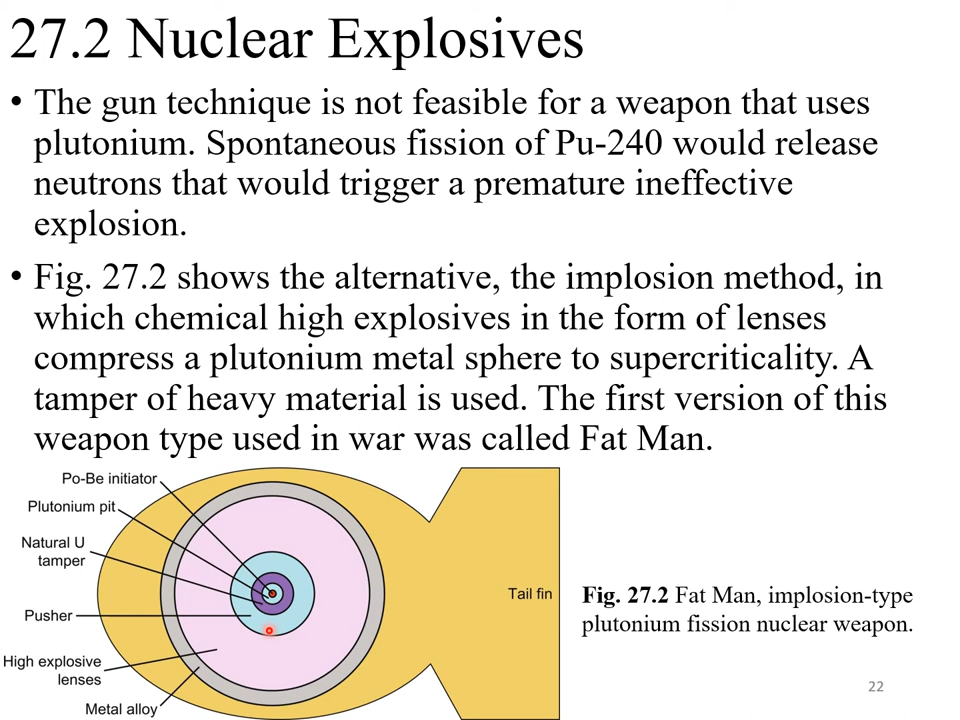 27.2 Nuclear Explosives
• The gun technique is not feasible for a weapon that uses
plutonium. Spontaneous fission of Pu-240 would release
neutrons that would trigger a premature ineffective
explosion.
• Fig. 27.2 shows the alternative, the implosion method, in
which chemical high explosives in the form of lenses
compress a plutonium metal sphere to supercriticality. A
tamper of heavy material is used. The first version of this
weapon type used in war was called Fat Man.
Po-Be initiator
Plutonium pit
Natural U
tamper
Pusher
High explosive
lenses
Metal alloy
Tail fin
Fig. 27.2 Fat Man, implosion-type
plutonium fission nuclear weapon.
22